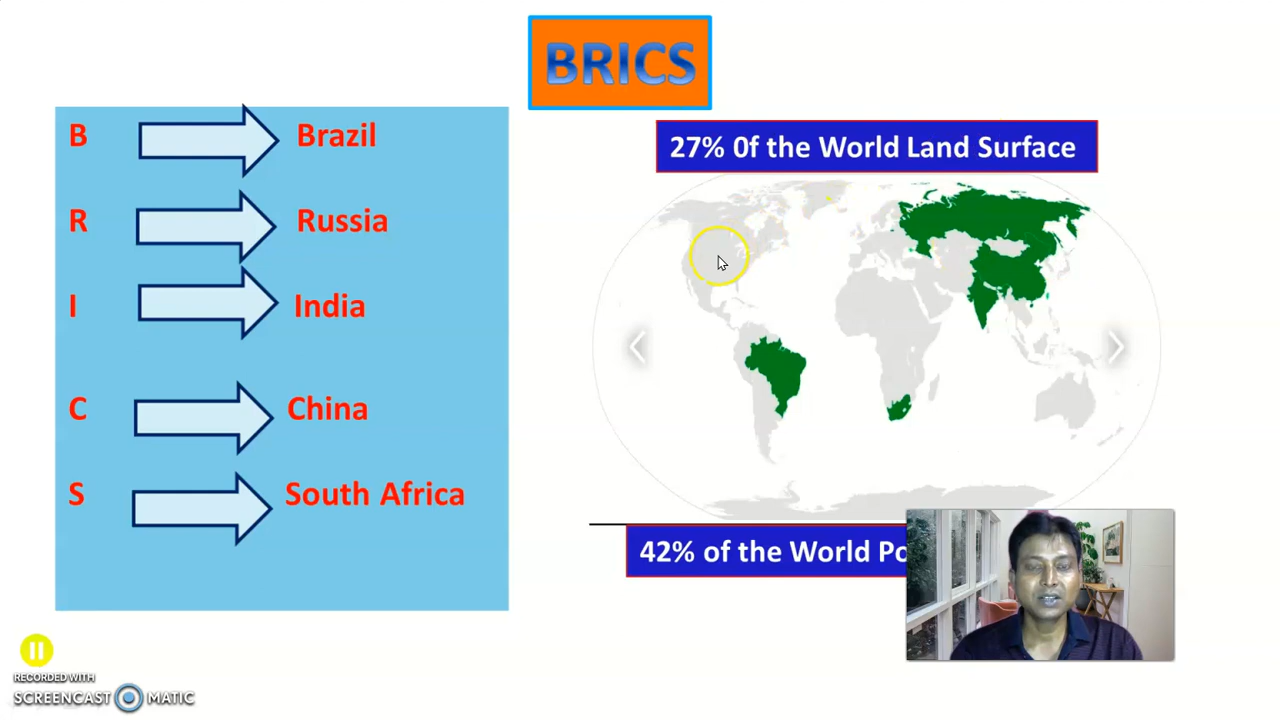 BRICS
B Brazil
R Russia
I India
C China
S South Africa
27% 0f the World Land Surface
42% of the World
RECORDED WITH
SCREENCAST MATIC